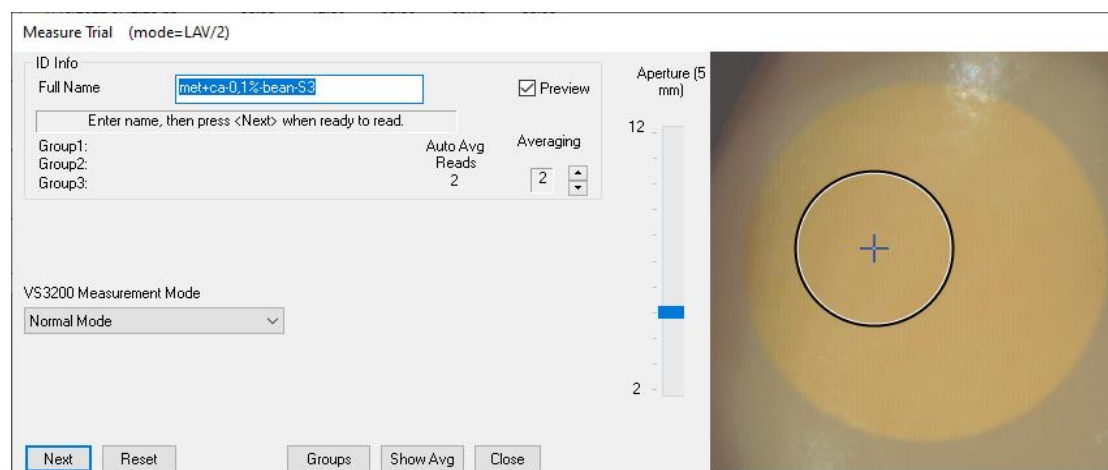 Measure Trial (mode=LAV/2)
ID Info
Full Name met+ca-0,1%-bean-S3
Preview
Enter name, then press <Next> when ready to read.
Group1:
Group2:
Group3:
Auto Avg
Reads
2
Averaging
2
Aperture (5
mm)
12
2
VS3200 Measurement Mode
Normal Mode
Next Reset Groups Show Avg Close